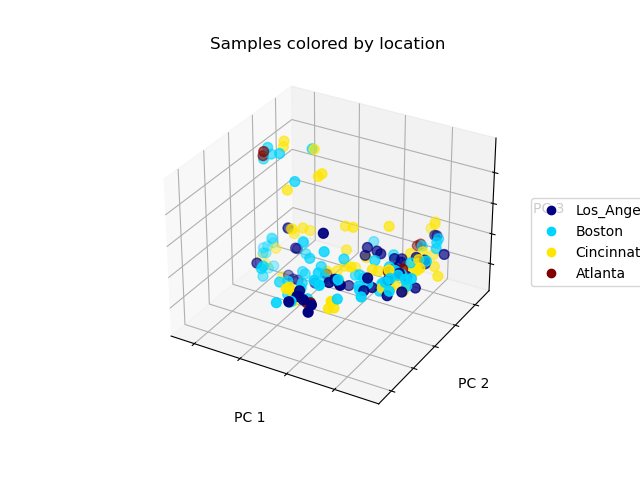 Samples colored by location
PC 3
Los_Ange
Boston
Cincinnat
Atlanta
PC 2
PC 1